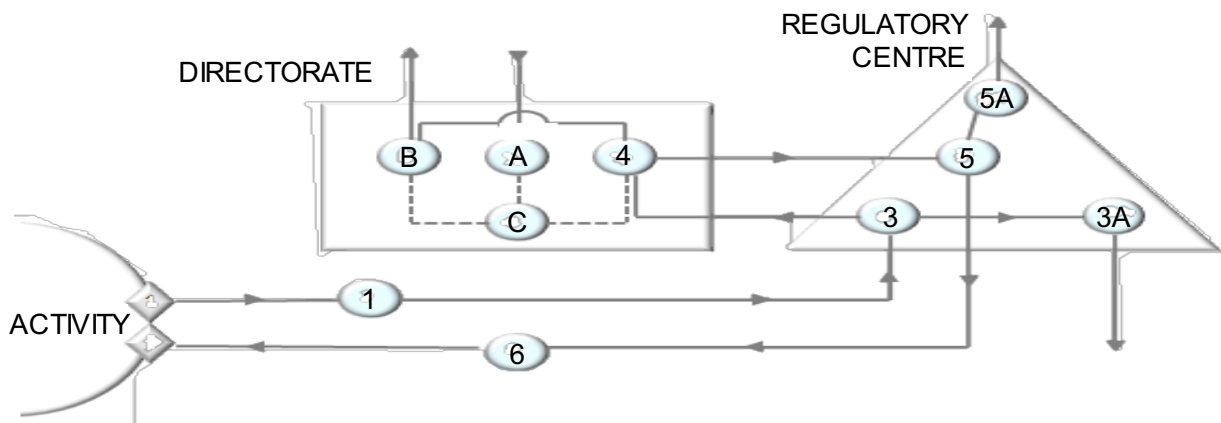 REGULATORY
CENTRE
DIRECTORATE
5A
B
A
4
5
C
3
3A
1
ACTIVITY
6